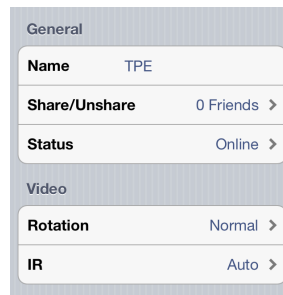 General
Name TPE
Share/Unshare 0 Friends
Status Online
Video
Rotation Normal
IR Auto